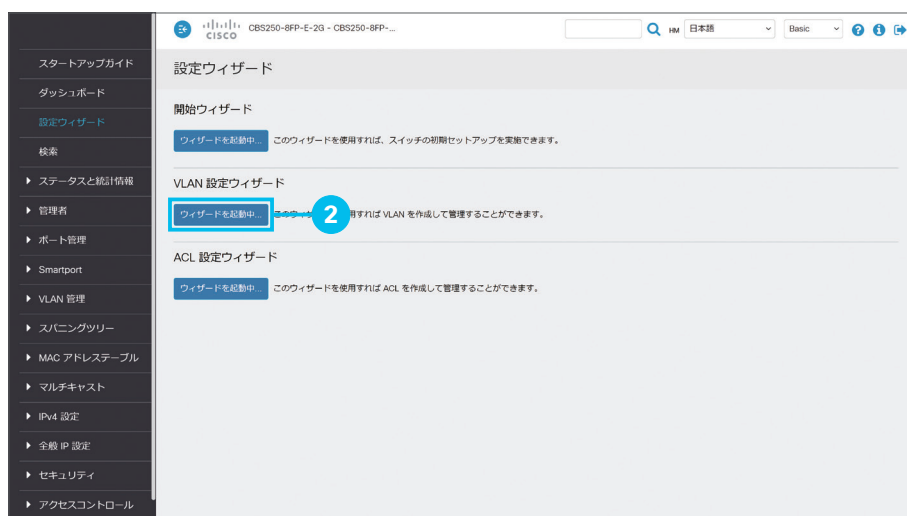 cisco CBS250-8FP-E-2G - CBS250-8FP-... HM 日本語 Basic
スタートアップガイド
ダッシュボード
設定ウィザード
検索
ステータスと統計情報
管理者
ポート管理
Smartport
VLAN 管理
スパニングツリー
MAC アドレステーブル
マルチキャスト
IPv4 設定
全般 IP 設定
セキュリティ
アクセスコントロール
設定ウィザード
開始ウィザード
ウィザードを起動中... このウィザードを使用すれば、スイッチの初期セットアップを実施できます。
VLAN 設定ウィザード
ウィザードを起動中... 2 用すれば VLAN を作成して管理することができます。
ACL 設定ウィザード
ウィザードを起動中... このウィザードを使用すれば ACL を作成して管理することができます。